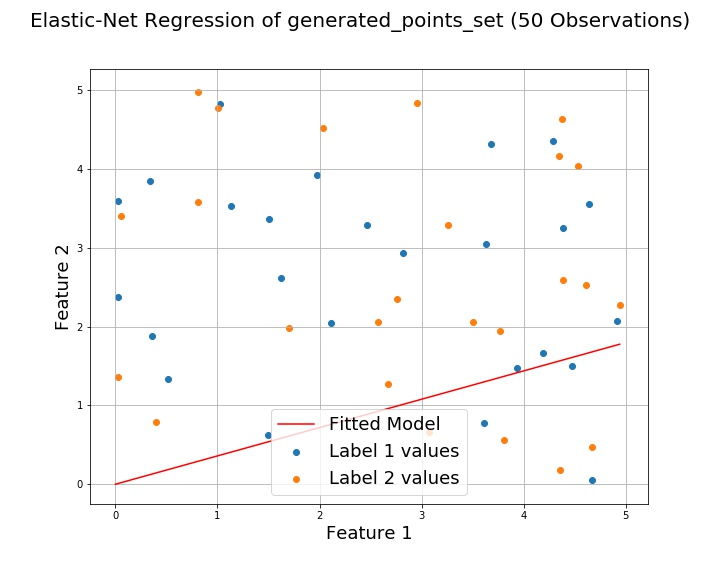 Elastic-Net Regression of generated_points_set (50 Observations)
Feature 2
5
4
3
2
1
0
Fitted Model
Label 1 values
Label 2 values
0 1 2 3 4 5
Feature 1